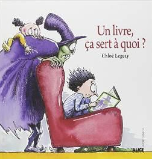 Un livre,
ça sert à quoi ?
Chloé Legeay